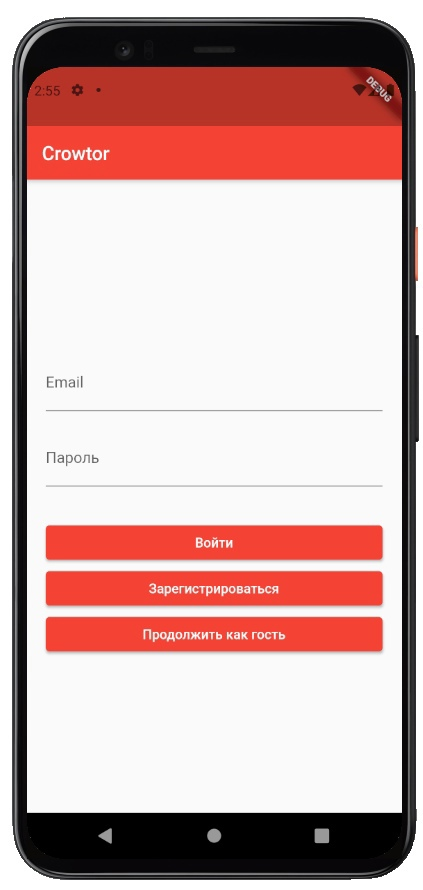 2:55
DEBUG
Crowtor
Email
Пароль
Войти
Зарегистрироваться
Продолжить как гость